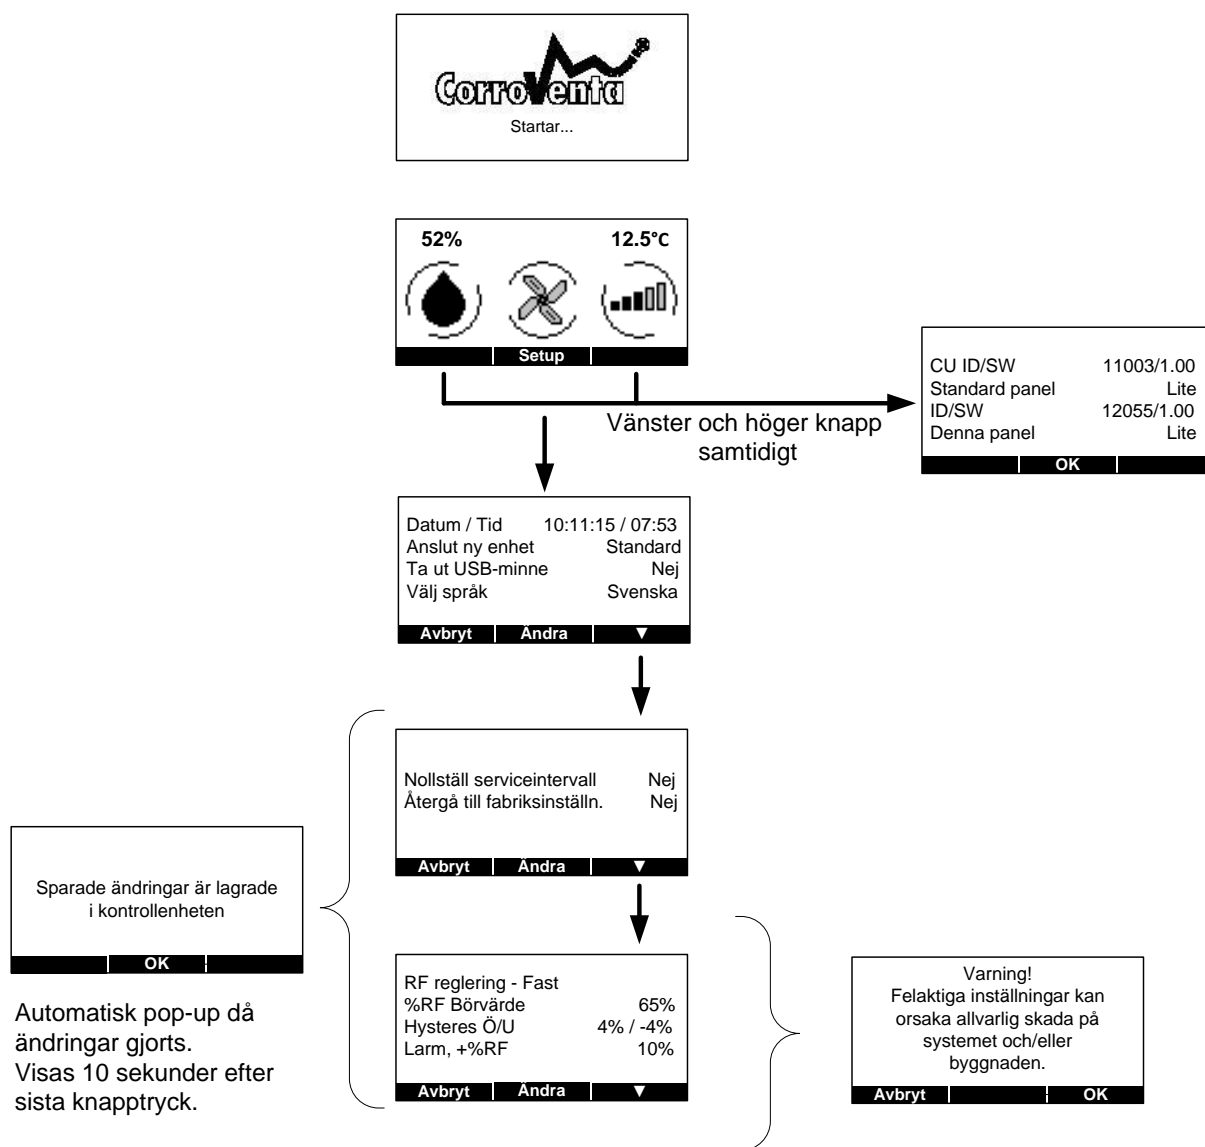 CorroVenta
Startar...
52% 12.5°C
Setup
Vänster och höger knapp
samtidigt
CU ID/SW 11003/1.00
Standard panel Lite
ID/SW 12055/1.00
Denna panel Lite
OK
Datum / Tid 10:11:15 / 07:53
Anslut ny enhet Standard
Ta ut USB-minne Nej
Välj språk Svenska
Avbryt Ändra ▼
Nollställ serviceintervall Nej
Återgå till fabriksinställn. Nej
Avbryt Ändra ▼
Sparade ändringar är lagrade
i kontrollenheten
OK
Automatisk pop-up då
ändringar gjorts.
Visas 10 sekunder efter
sista knapptryck.
RF reglering - Fast
%RF Börvärde 65%
Hysteres Ö/U 4% / -4%
Larm, +%RF 10%
Avbryt Ändra ▼
Varning!
Felaktiga inställningar kan
orsaka allvarlig skada på
systemet och/eller
byggnaden.
Avbryt OK